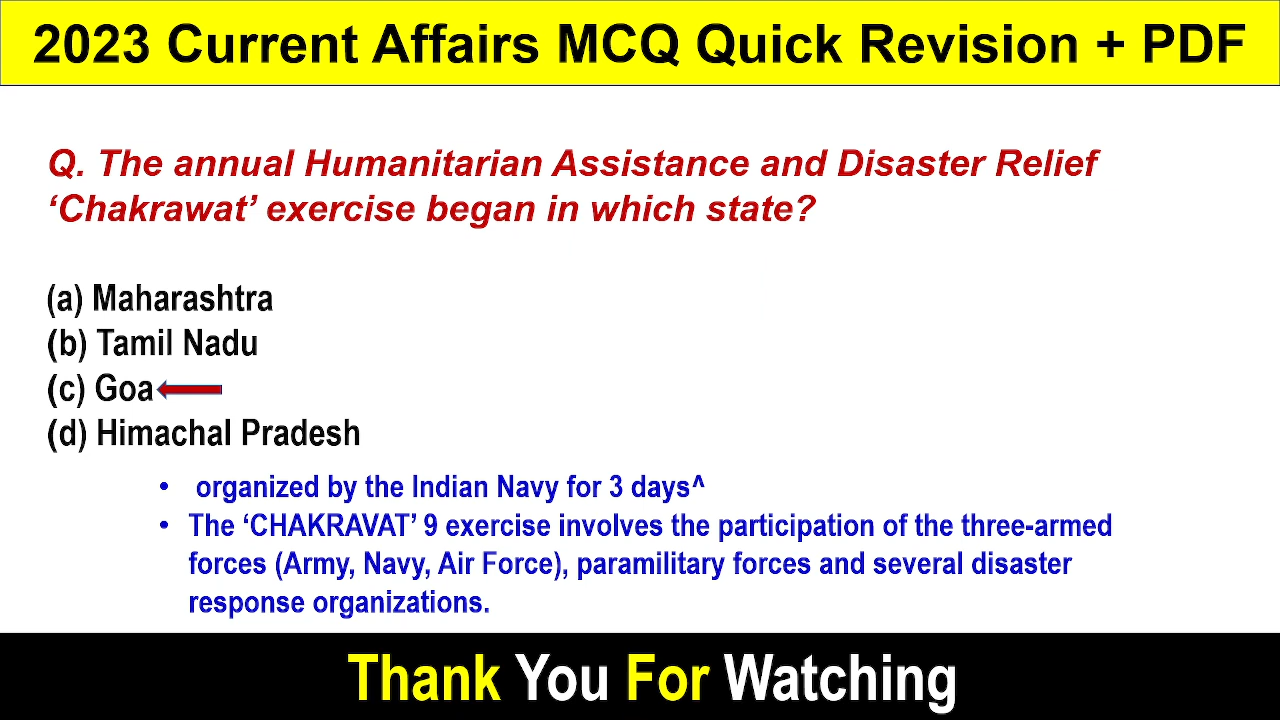 2023 Current Affairs MCQ Quick Revision + PDF
Q. The annual Humanitarian Assistance and Disaster Relief
‘Chakrawat’ exercise began in which state?
(a) Maharashtra
(b) Tamil Nadu
(c) Goa
(d) Himachal Pradesh
• organized by the Indian Navy for 3 days^
• The ‘CHAKRAVAT’ 9 exercise involves the participation of the three-armed
forces (Army, Navy, Air Force), paramilitary forces and several disaster
response organizations.
Thank You For Watching